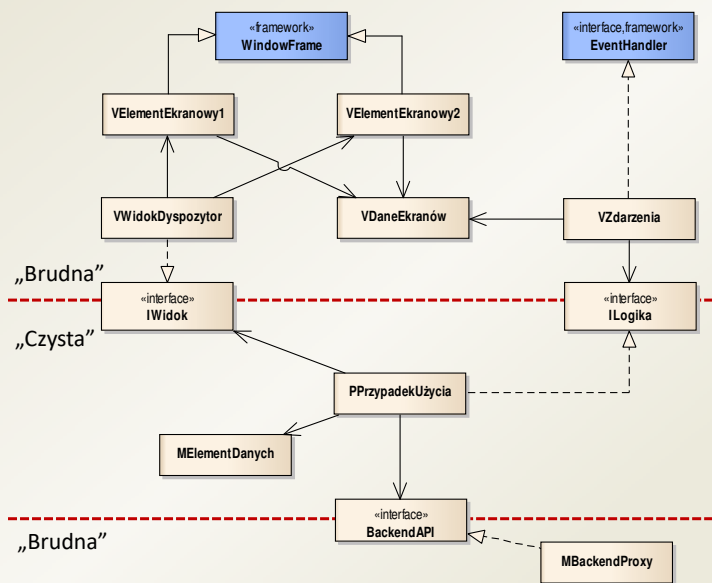 «framework»
WindowFrame
«interface,framework»
EventHandler
VElementEkranowy1
VElementEkranowy2
VWidokDyspozytor
VDaneEkranów
VZdarzenia
„Brudna”
«interface»
IWidok
«interface»
ILogika
„Czysta”
PPrzypadekUżycia
MElementDanych
«interface»
BackendAPI
„Brudna”
MBackendProxy